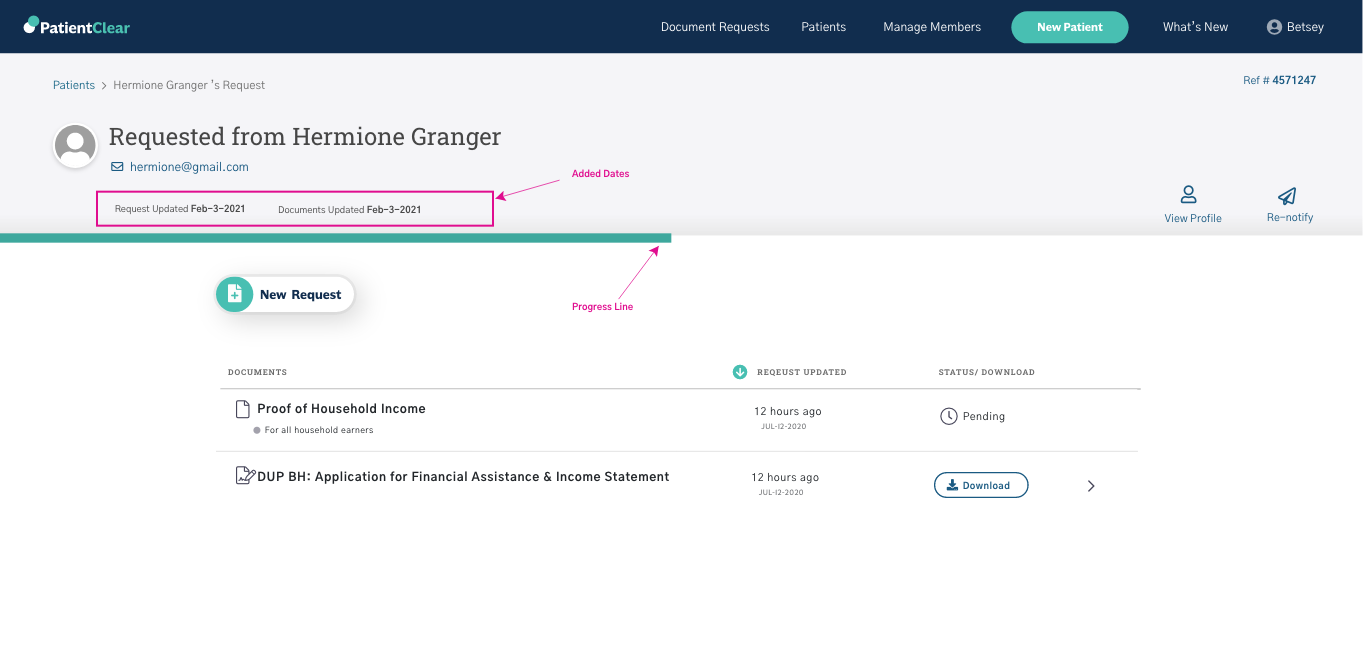 PatientClear Document Requests Patients Manage Members New Patient What's New Betsey
Patients > Hermione Granger 's Request Ref # 4571247
Requested from Hermione Granger
hermione@gmail.com
Added Dates
Request Updated Feb-3-2021 Documents Updated Feb-3-2021
View Profile Re-notify
New Request
Progress Line
DOCUMENTS REQEUST UPDATED STATUS/ DOWNLOAD
Proof of Household Income 12 hours ago Pending
For all household earners JUL-12-2020
DUP BH: Application for Financial Assistance & Income Statement 12 hours ago Download
JUL-12-2020